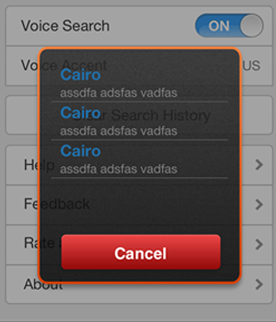 Voice Search
ON
Voice Accent
US
Cairo
assdfa adsfas vadfas
Cairo
assdfa adsfas vadfas
Search History
Cairo
assdfa adsfas vadfas
Help
Feedback
Rate
About
Cancel